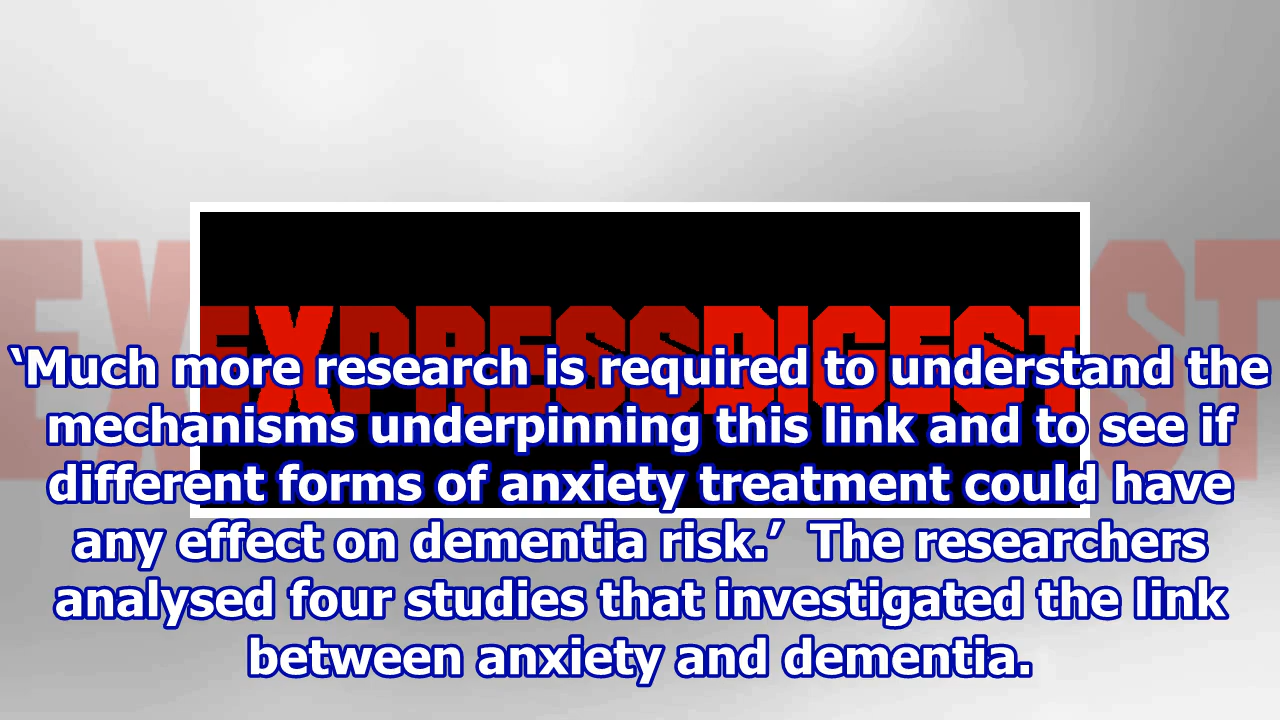 EXPRESSDIGEST
‘Much more research is required to understand the
mechanisms underpinning this link and to see if
different forms of anxiety treatment could have
any effect on dementia risk.’  The researchers
analysed four studies that investigated the link
between anxiety and dementia.